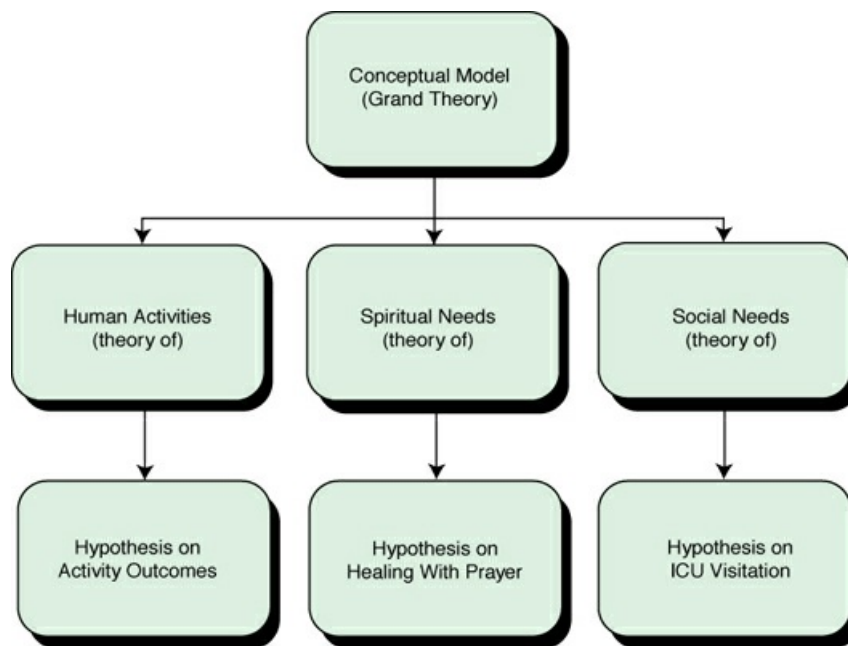 Conceptual Model
(Grand Theory)
Human Activities
(theory of)
Spiritual Needs
(theory of)
Social Needs
(theory of)
Hypothesis on
Activity Outcomes
Hypothesis on
Healing With Prayer
Hypothesis on
ICU Visitation